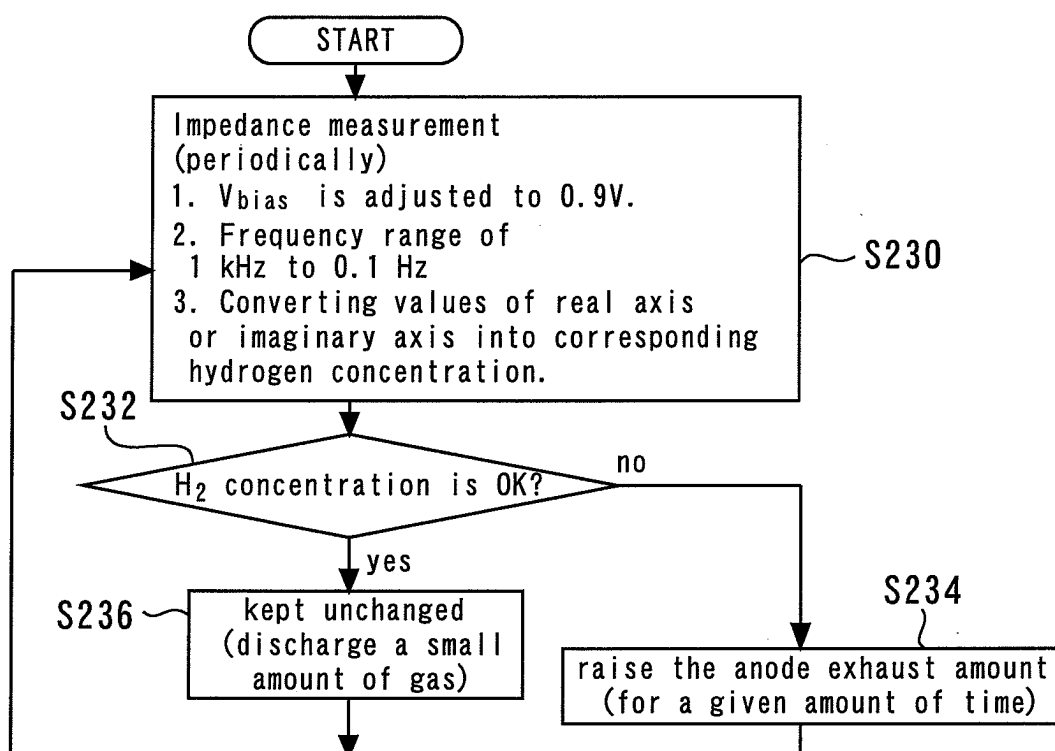 START
Impedance measurement
(periodically)
1. Vbias is adjusted to 0.9V.
2. Frequency range of
1 kHz to 0.1 Hz
3. Converting values of real axis
or imaginary axis into corresponding
hydrogen concentration.
S230
S232
H2 concentration is OK?
no
yes
S236
kept unchanged
(discharge a small
amount of gas)
S234
raise the anode exhaust amount
(for a given amount of time)